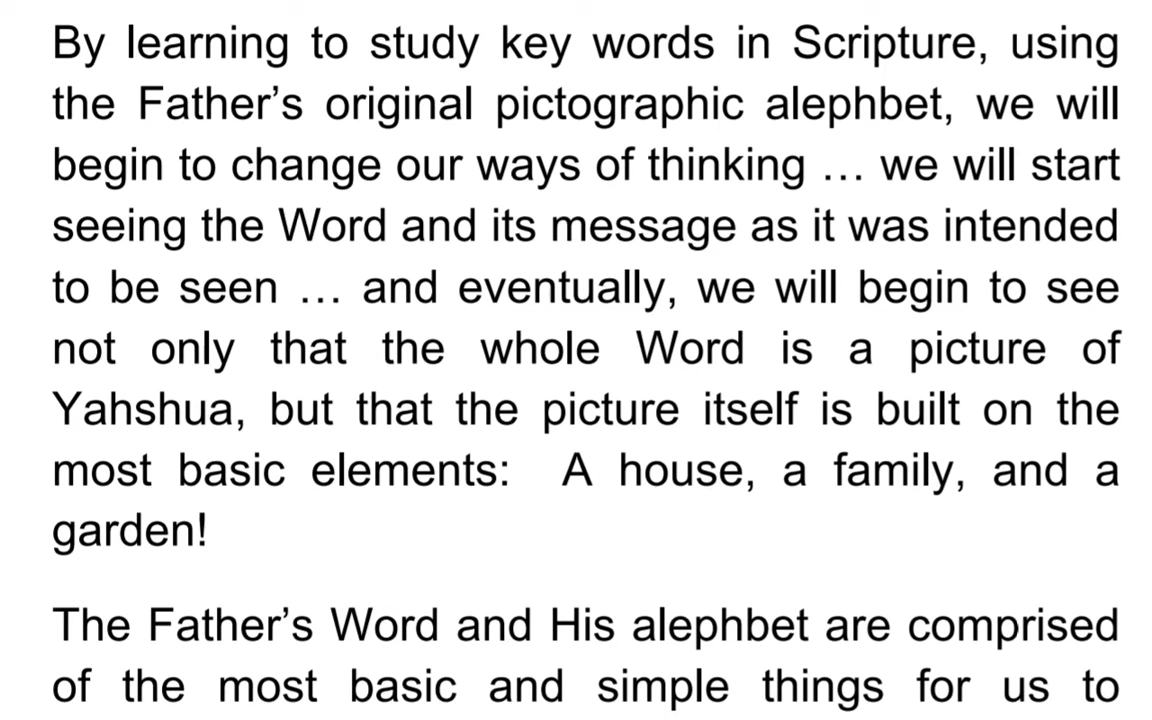 By learning to study key words in Scripture, using
the Father’s original pictographic alephbet, we will
begin to change our ways of thinking … we will start
seeing the Word and its message as it was intended
to be seen … and eventually, we will begin to see
not only that the whole Word is a picture of
Yahshua, but that the picture itself is built on the
most basic elements: A house, a family, and a
garden!
The Father’s Word and His alephbet are comprised
of the most basic and simple things for us to